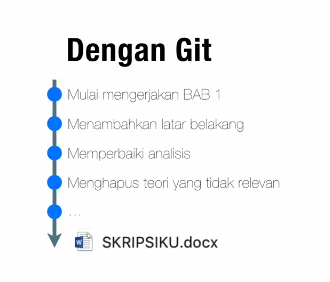 Dengan Git
Mulai mengerjakan BAB 1
Menambahkan latar belakang
Memperbaiki analisis
Menghapus teori yang tidak relevan
...
SKRIPSIKU.docx